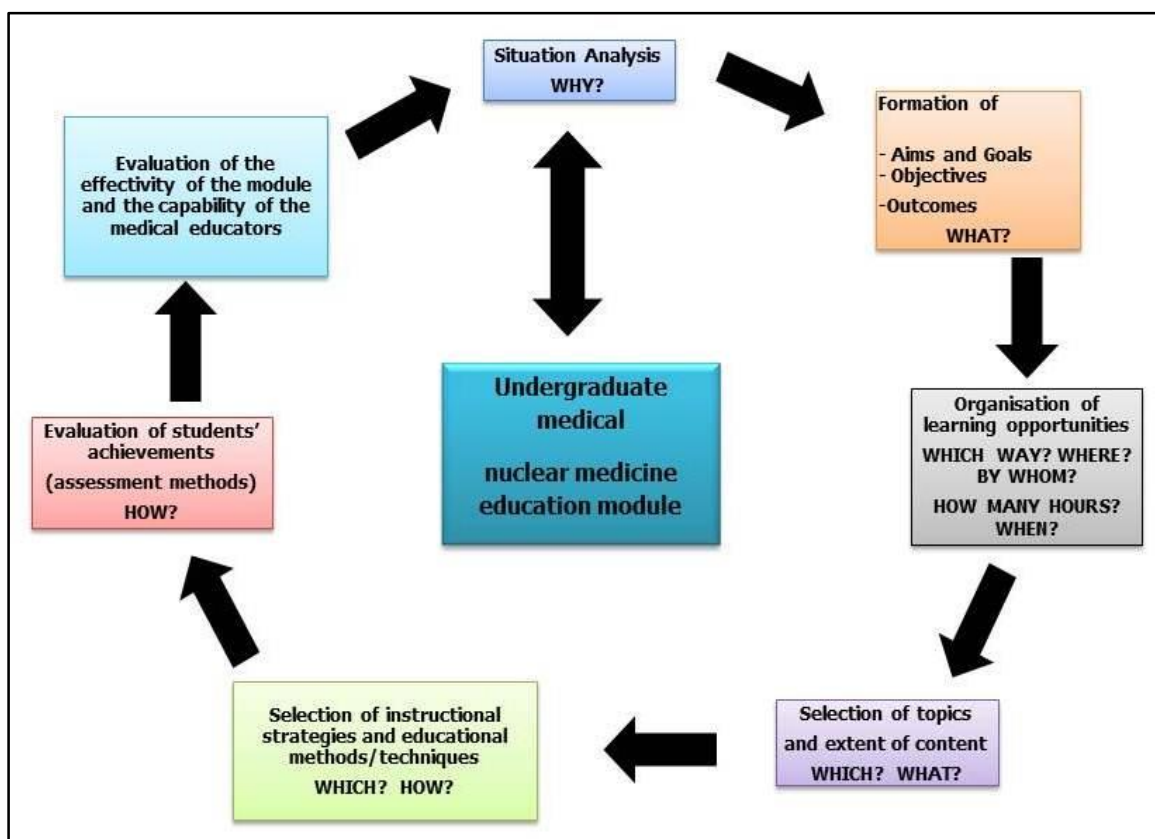 Situation Analysis
WHY?
Formation of
- Aims and Goals
- Objectives
-Outcomes
WHAT?
Organisation of
learning opportunities
WHICH WAY? WHERE?
BY WHOM?
HOW MANY HOURS?
WHEN?
Selection of topics
and extent of content
WHICH? WHAT?
Selection of instructional
strategies and educational
methods/techniques
WHICH? HOW?
Evaluation of students’
achievements
(assessment methods)
HOW?
Evaluation of the
effectivity of the module
and the capability of the
medical educators
Undergraduate
medical
nuclear medicine
education module